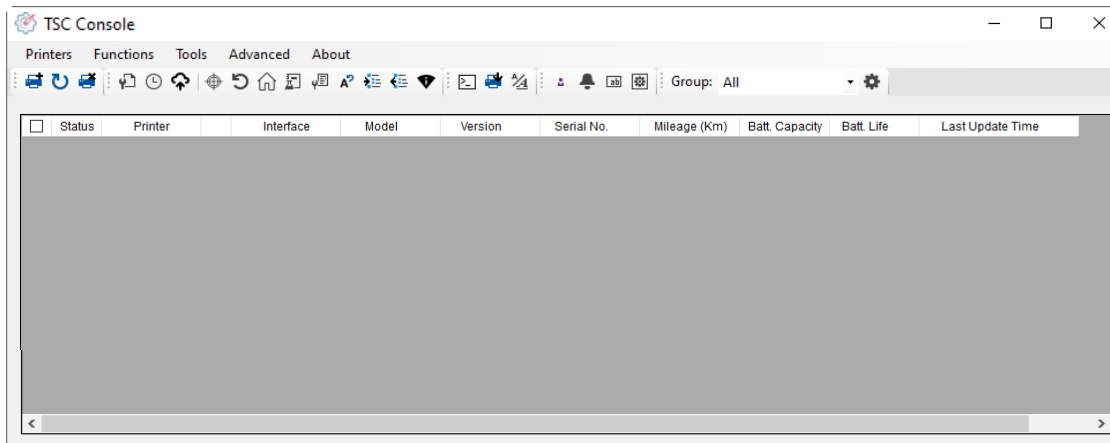 TSC Console
Printers Functions Tools Advanced About
Group: All
Status Printer Interface Model Version Serial No. Mileage (Km) Batt. Capacity Batt. Life Last Update Time